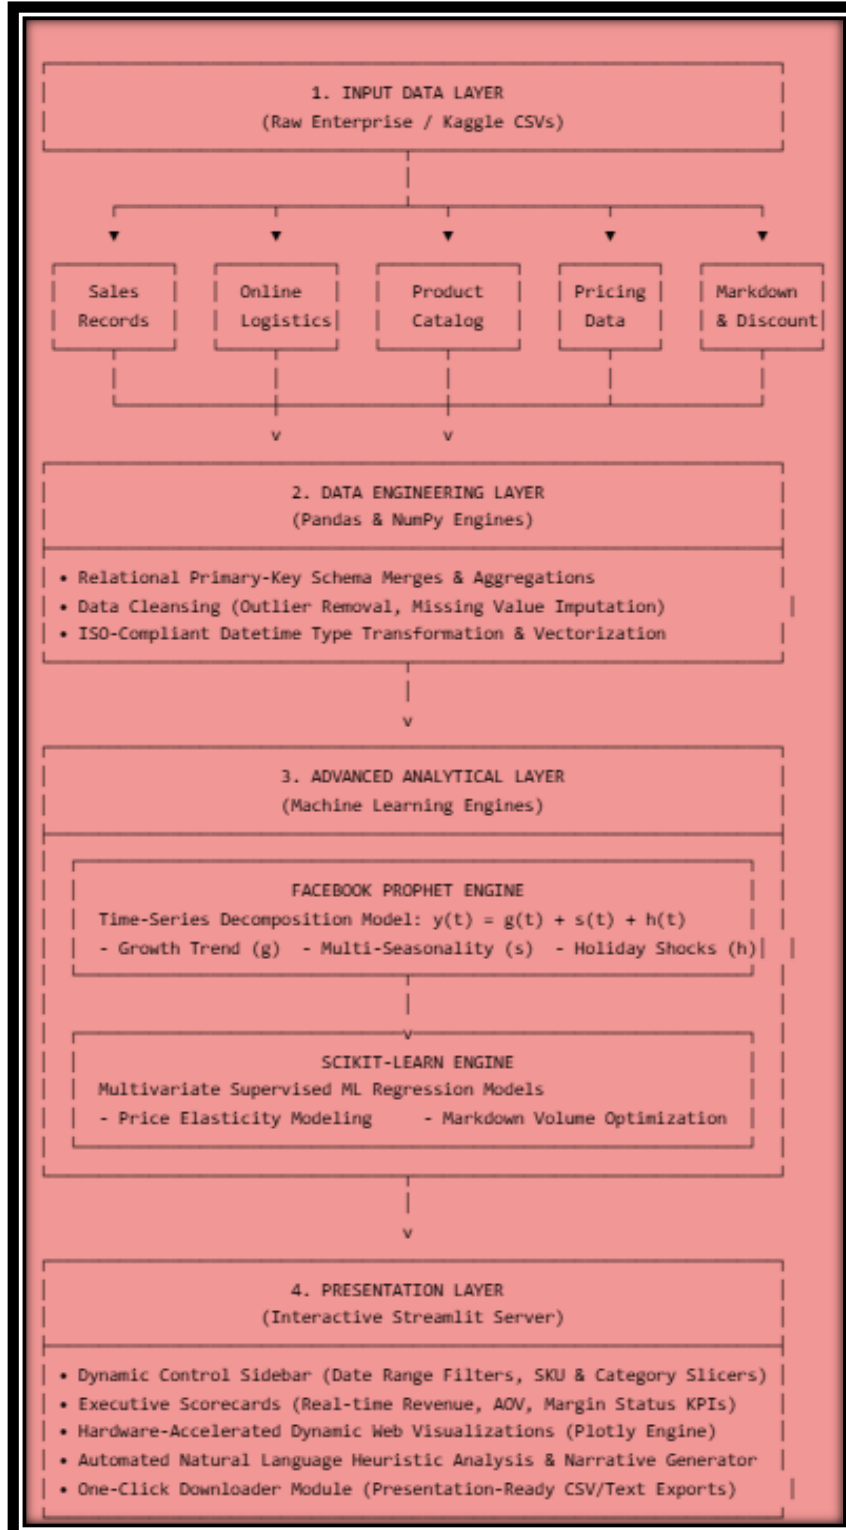 1. INPUT DATA LAYER
(Raw Enterprise / Kaggle CSVs)
Sales Records
Online Logistics
Product Catalog
Pricing Data
Markdown & Discount
2. DATA ENGINEERING LAYER
(Pandas & NumPy Engines)
• Relational Primary-Key Schema Merges & Aggregations
• Data Cleansing (Outlier Removal, Missing Value Imputation)
• ISO-Compliant Datetime Type Transformation & Vectorization
3. ADVANCED ANALYTICAL LAYER
(Machine Learning Engines)
FACEBOOK PROPHET ENGINE
Time-Series Decomposition Model: y(t) = g(t) + s(t) + h(t)
- Growth Trend (g) - Multi-Seasonality (s) - Holiday Shocks (h)
SCIKIT-LEARN ENGINE
Multivariate Supervised ML Regression Models
- Price Elasticity Modeling - Markdown Volume Optimization
4. PRESENTATION LAYER
(Interactive Streamlit Server)
• Dynamic Control Sidebar (Date Range Filters, SKU & Category Slicers)
• Executive Scorecards (Real-time Revenue, AOV, Margin Status KPIs)
• Hardware-Accelerated Dynamic Web Visualizations (Plotly Engine)
• Automated Natural Language Heuristic Analysis & Narrative Generator
• One-Click Downloader Module (Presentation-Ready CSV/Text Exports)